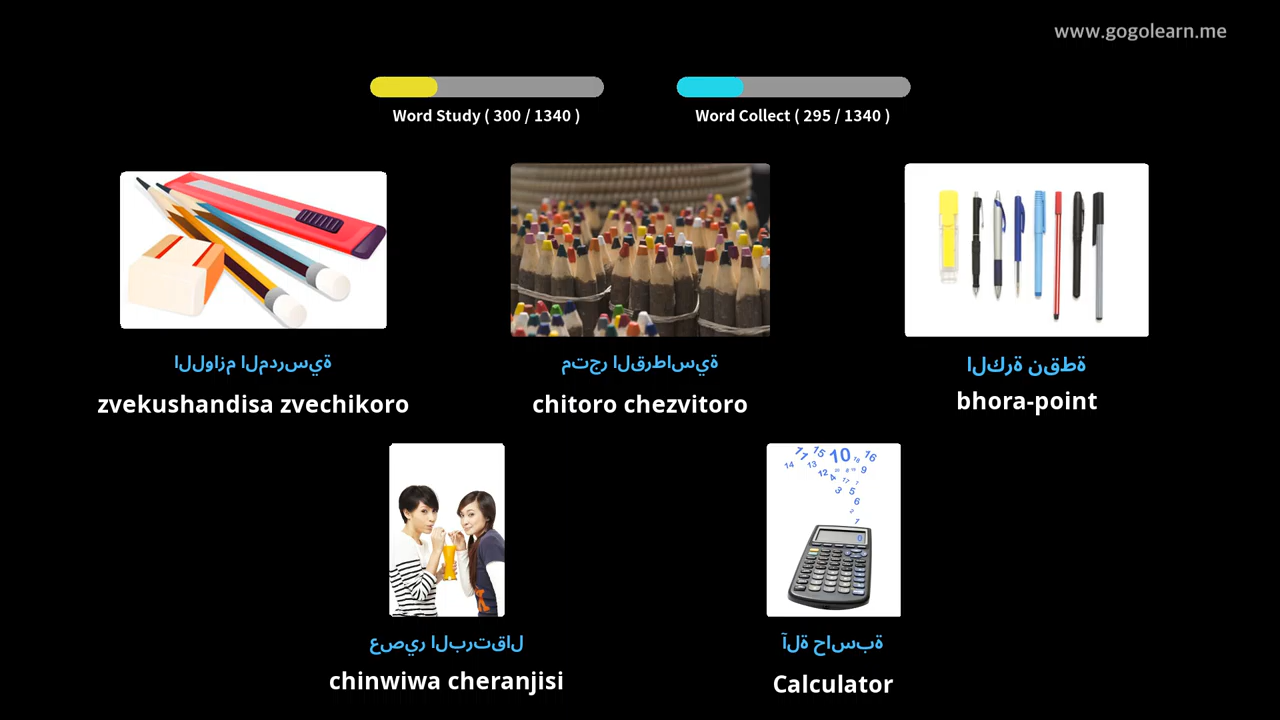 www.gogolearn.me
Word Study ( 300 / 1340 )
Word Collect ( 295 / 1340 )
اللوازم المدرسية
zvekushandisa zvechikoro
متجر القرطاسية
chitoro chezvitoro
الكرة نقطة
bhora-point
عصير البرتقال
chinwiwa cheranjisi
آلة حاسبة
Calculator